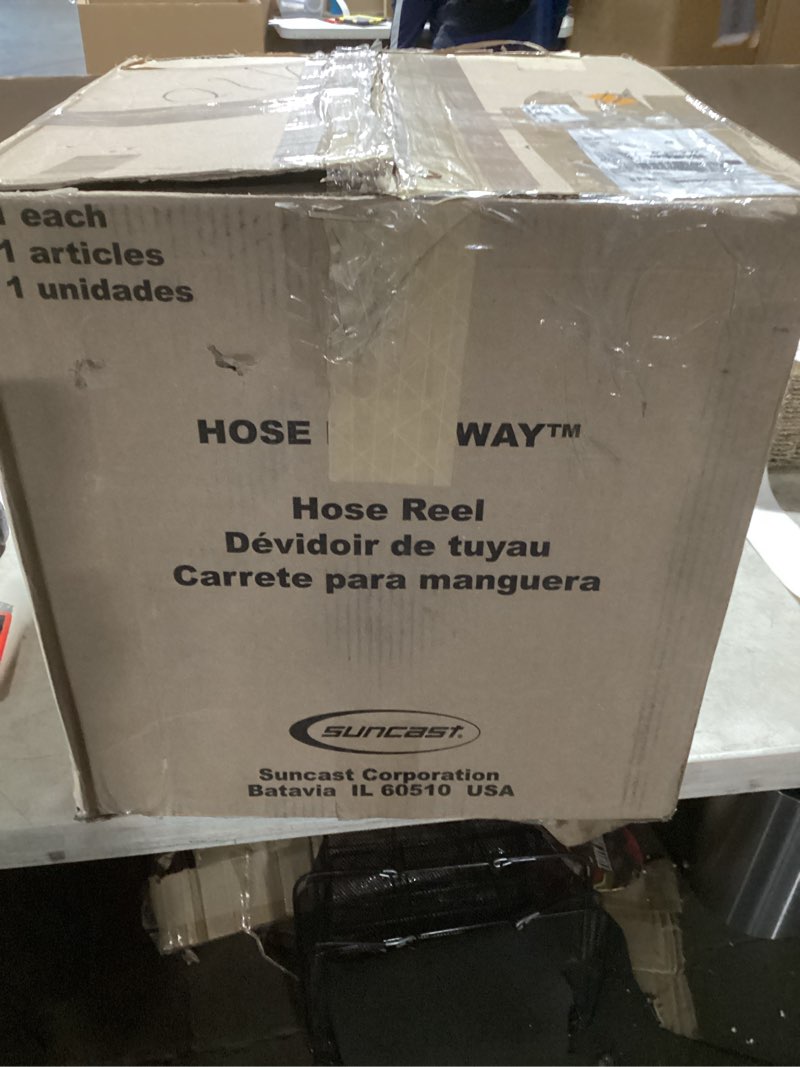 1 each
1 articles
1 unidades
HOSE WAY™
Hose Reel
Dévidoir de tuyau
Carrete para manguera
suncast®
Suncast Corporation
Batavia IL 60510 USA